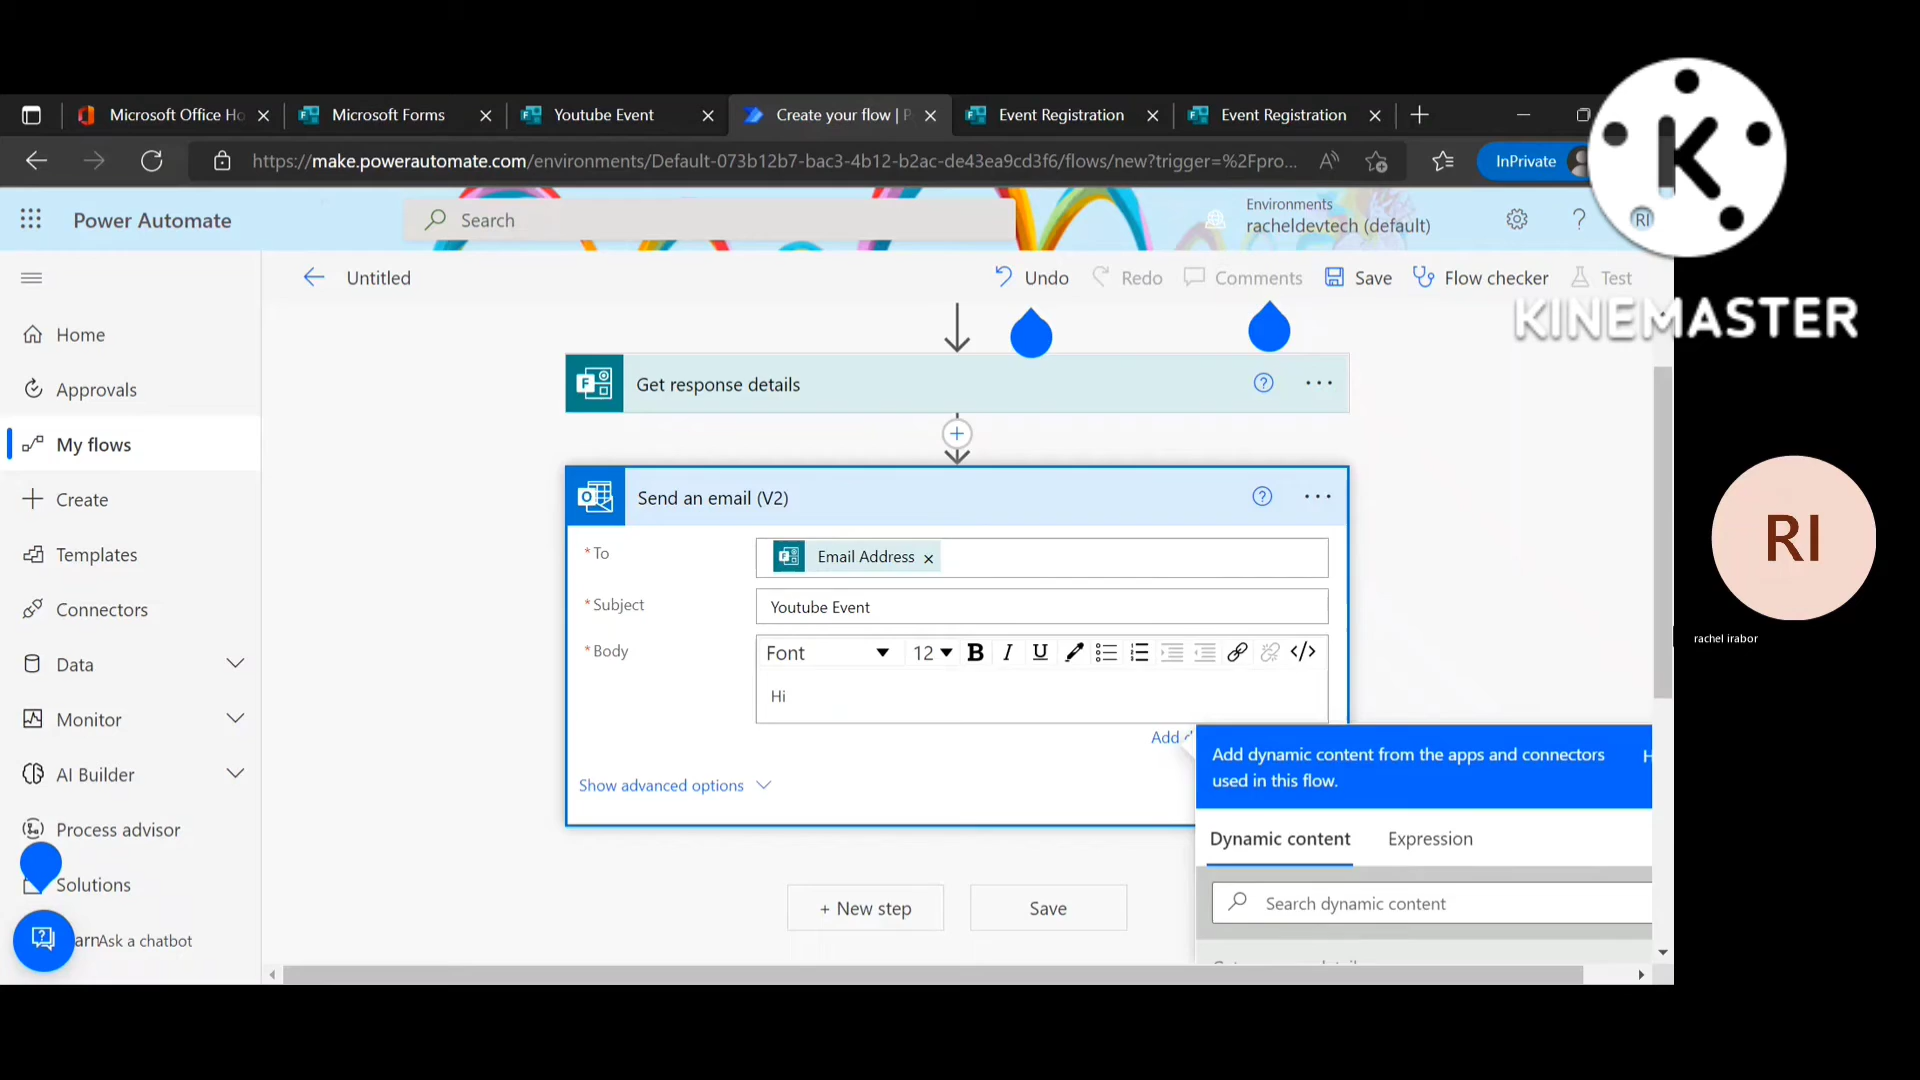 Microsoft Office Ho
Microsoft Forms
Youtube Event
Create your flow | P
Event Registration
Event Registration
https://make.powerautomate.com/environments/Default-073b12b7-bac3-4b12-b2ac-de43ea9cd3f6/flows/new?trigger=%2Fpro...
InPrivate
K
KINEMASTER
Power Automate
Search
Environments
racheldevtech (default)
RI
Untitled
Undo
Redo
Comments
Save
Flow checker
Test
Home
Approvals
My flows
Create
Templates
Connectors
Data
Monitor
AI Builder
Process advisor
Solutions
Ask a chatbot
Get response details
Send an email (V2)
* To
Email Address ×
* Subject
Youtube Event
* Body
Font
12
B
I
U
</>
Hi
Add
Show advanced options
Add dynamic content from the apps and connectors
used in this flow.
Dynamic content
Expression
Search dynamic content
+ New step
Save
RI
rachel irabor